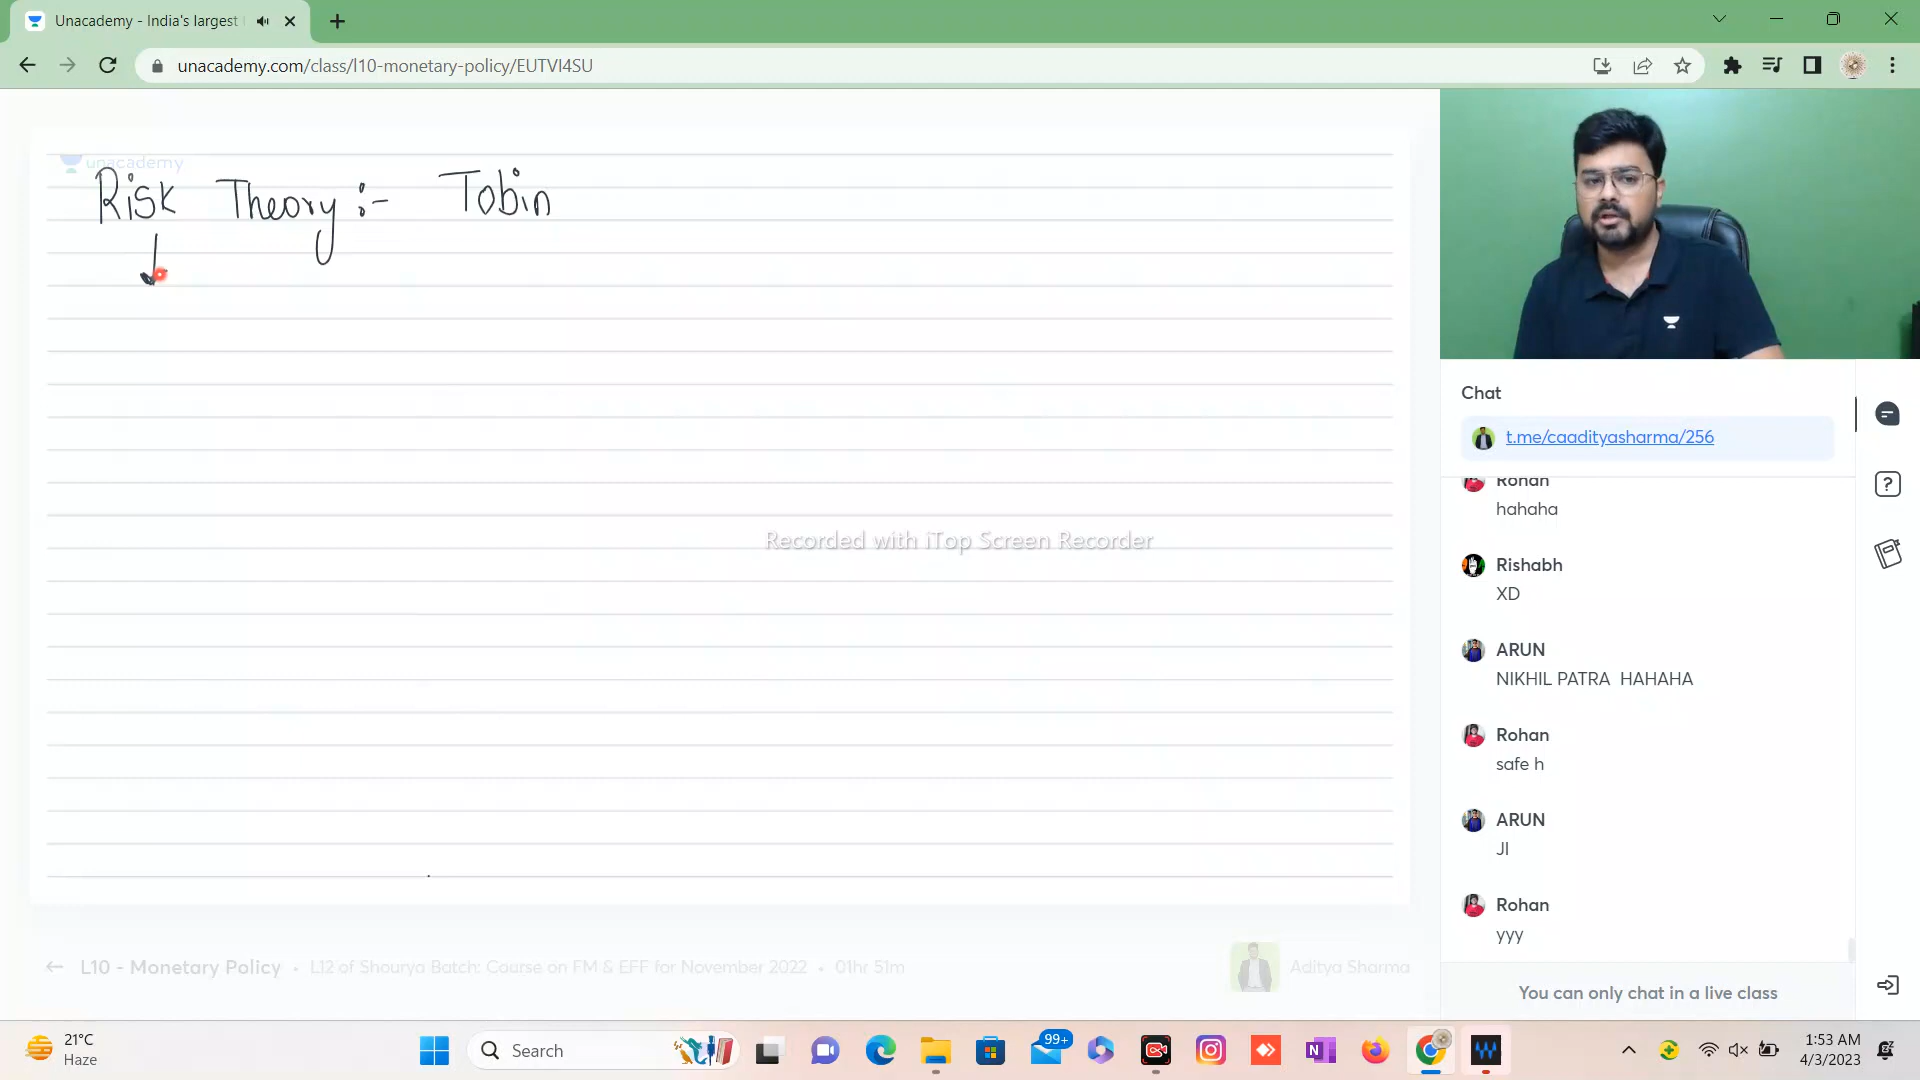 Unacademy - India's largest
unacademy.com/class/l10-monetary-policy/EUTVI4SU
unacademy
Risk Theory :- Tobin
Recorded with iTop Screen Recorder
Chat
t.me/caadityasharma/256
Rohan
hahaha
Rishabh
XD
ARUN
NIKHIL PATRA HAHAHA
Rohan
safe h
ARUN
JI
Rohan
yyy
You can only chat in a live class
L10 - Monetary Policy • L12 of Shourya Batch: Course on FM & EFF for November 2022 • 01hr 51m
Aditya Sharma
21°C
Haze
Search
99+
1:53 AM
4/3/2023